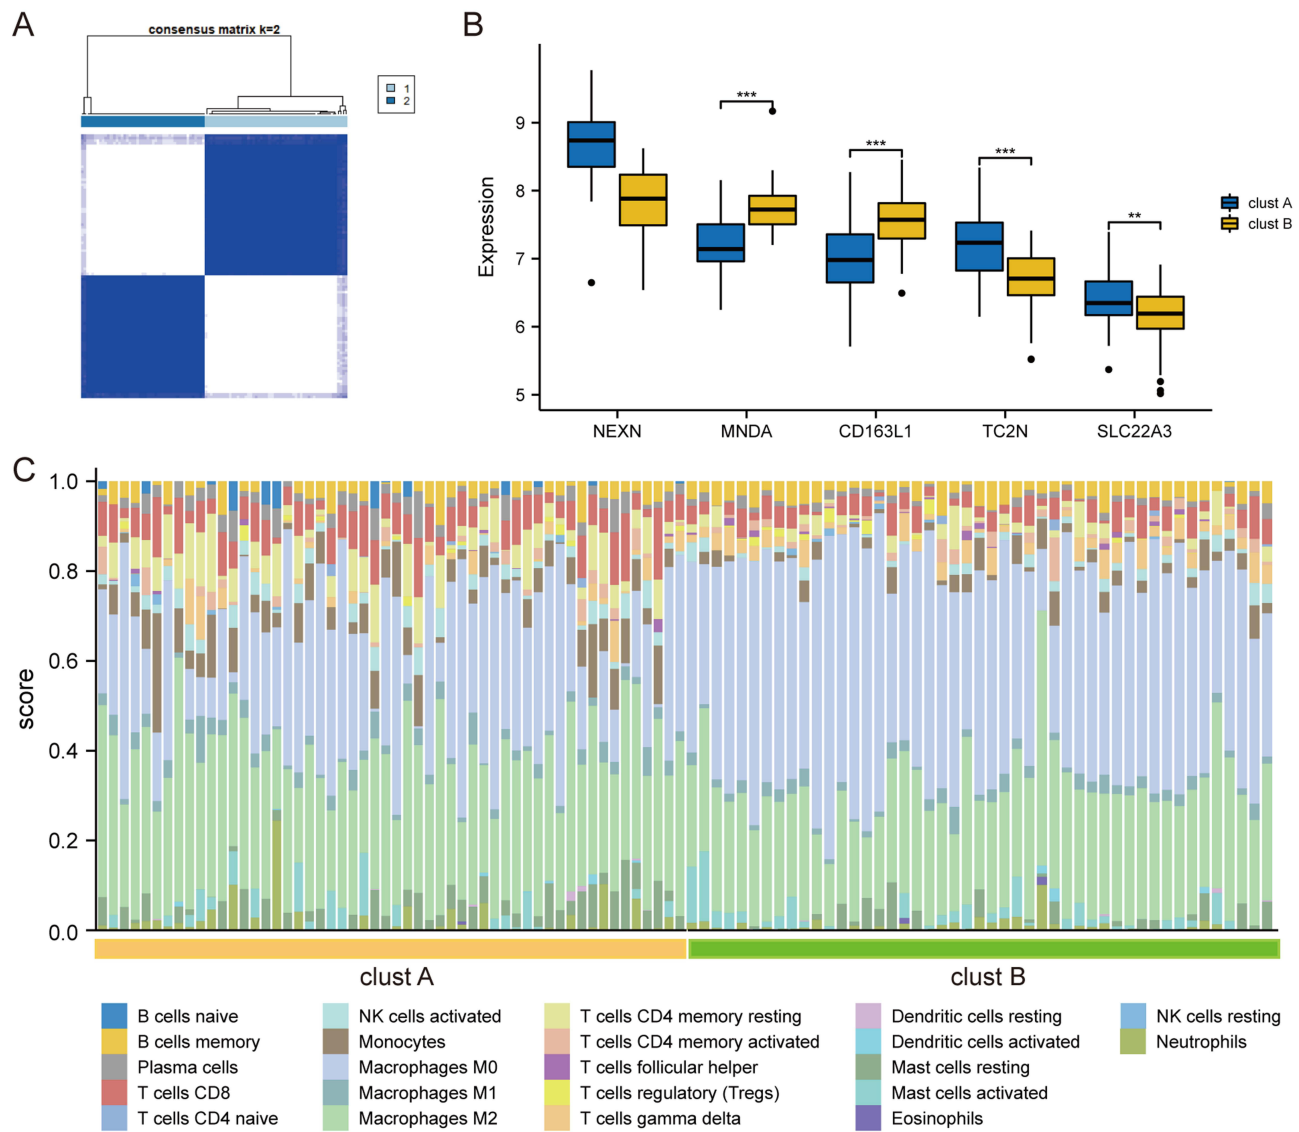 A
consensus matrix k=2
1
2
B
Expression
9
8
7
6
5
***
***
***
**
NEXN MNDA CD163L1 TC2N SLC22A3
clust A
clust B
C
score
1.0
0.8
0.6
0.4
0.2
0.0
clust A clust B
B cells naive
B cells memory
Plasma cells
T cells CD8
T cells CD4 naive
NK cells activated
Monocytes
Macrophages M0
Macrophages M1
Macrophages M2
T cells CD4 memory resting
T cells CD4 memory activated
T cells follicular helper
T cells regulatory (Tregs)
T cells gamma delta
Dendritic cells resting
Dendritic cells activated
Mast cells resting
Mast cells activated
Eosinophils
NK cells resting
Neutrophils